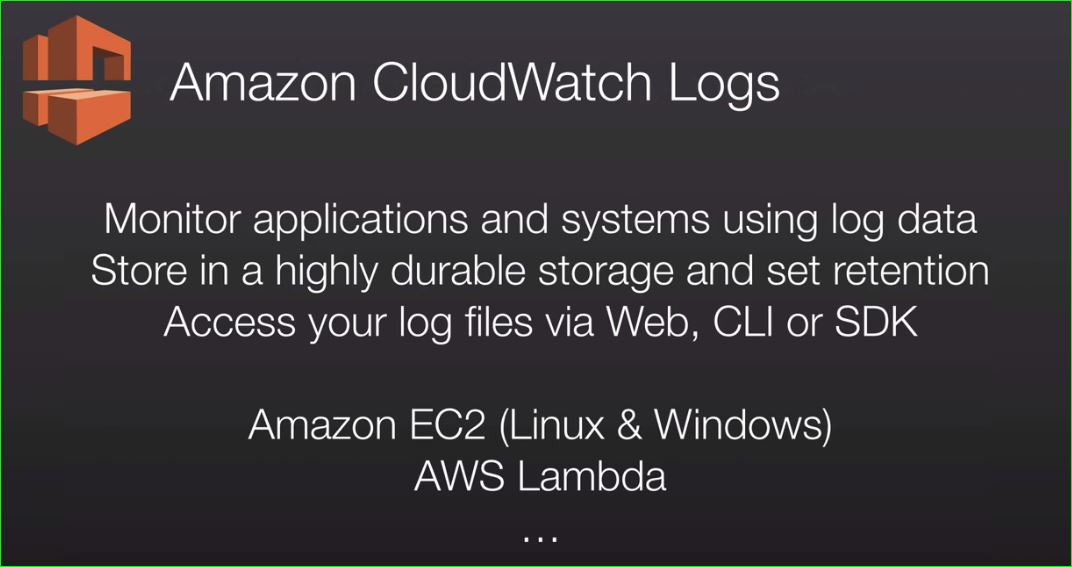 Amazon CloudWatch Logs
Monitor applications and systems using log data
Store in a highly durable storage and set retention
Access your log files via Web, CLI or SDK
Amazon EC2 (Linux & Windows)
AWS Lambda
...